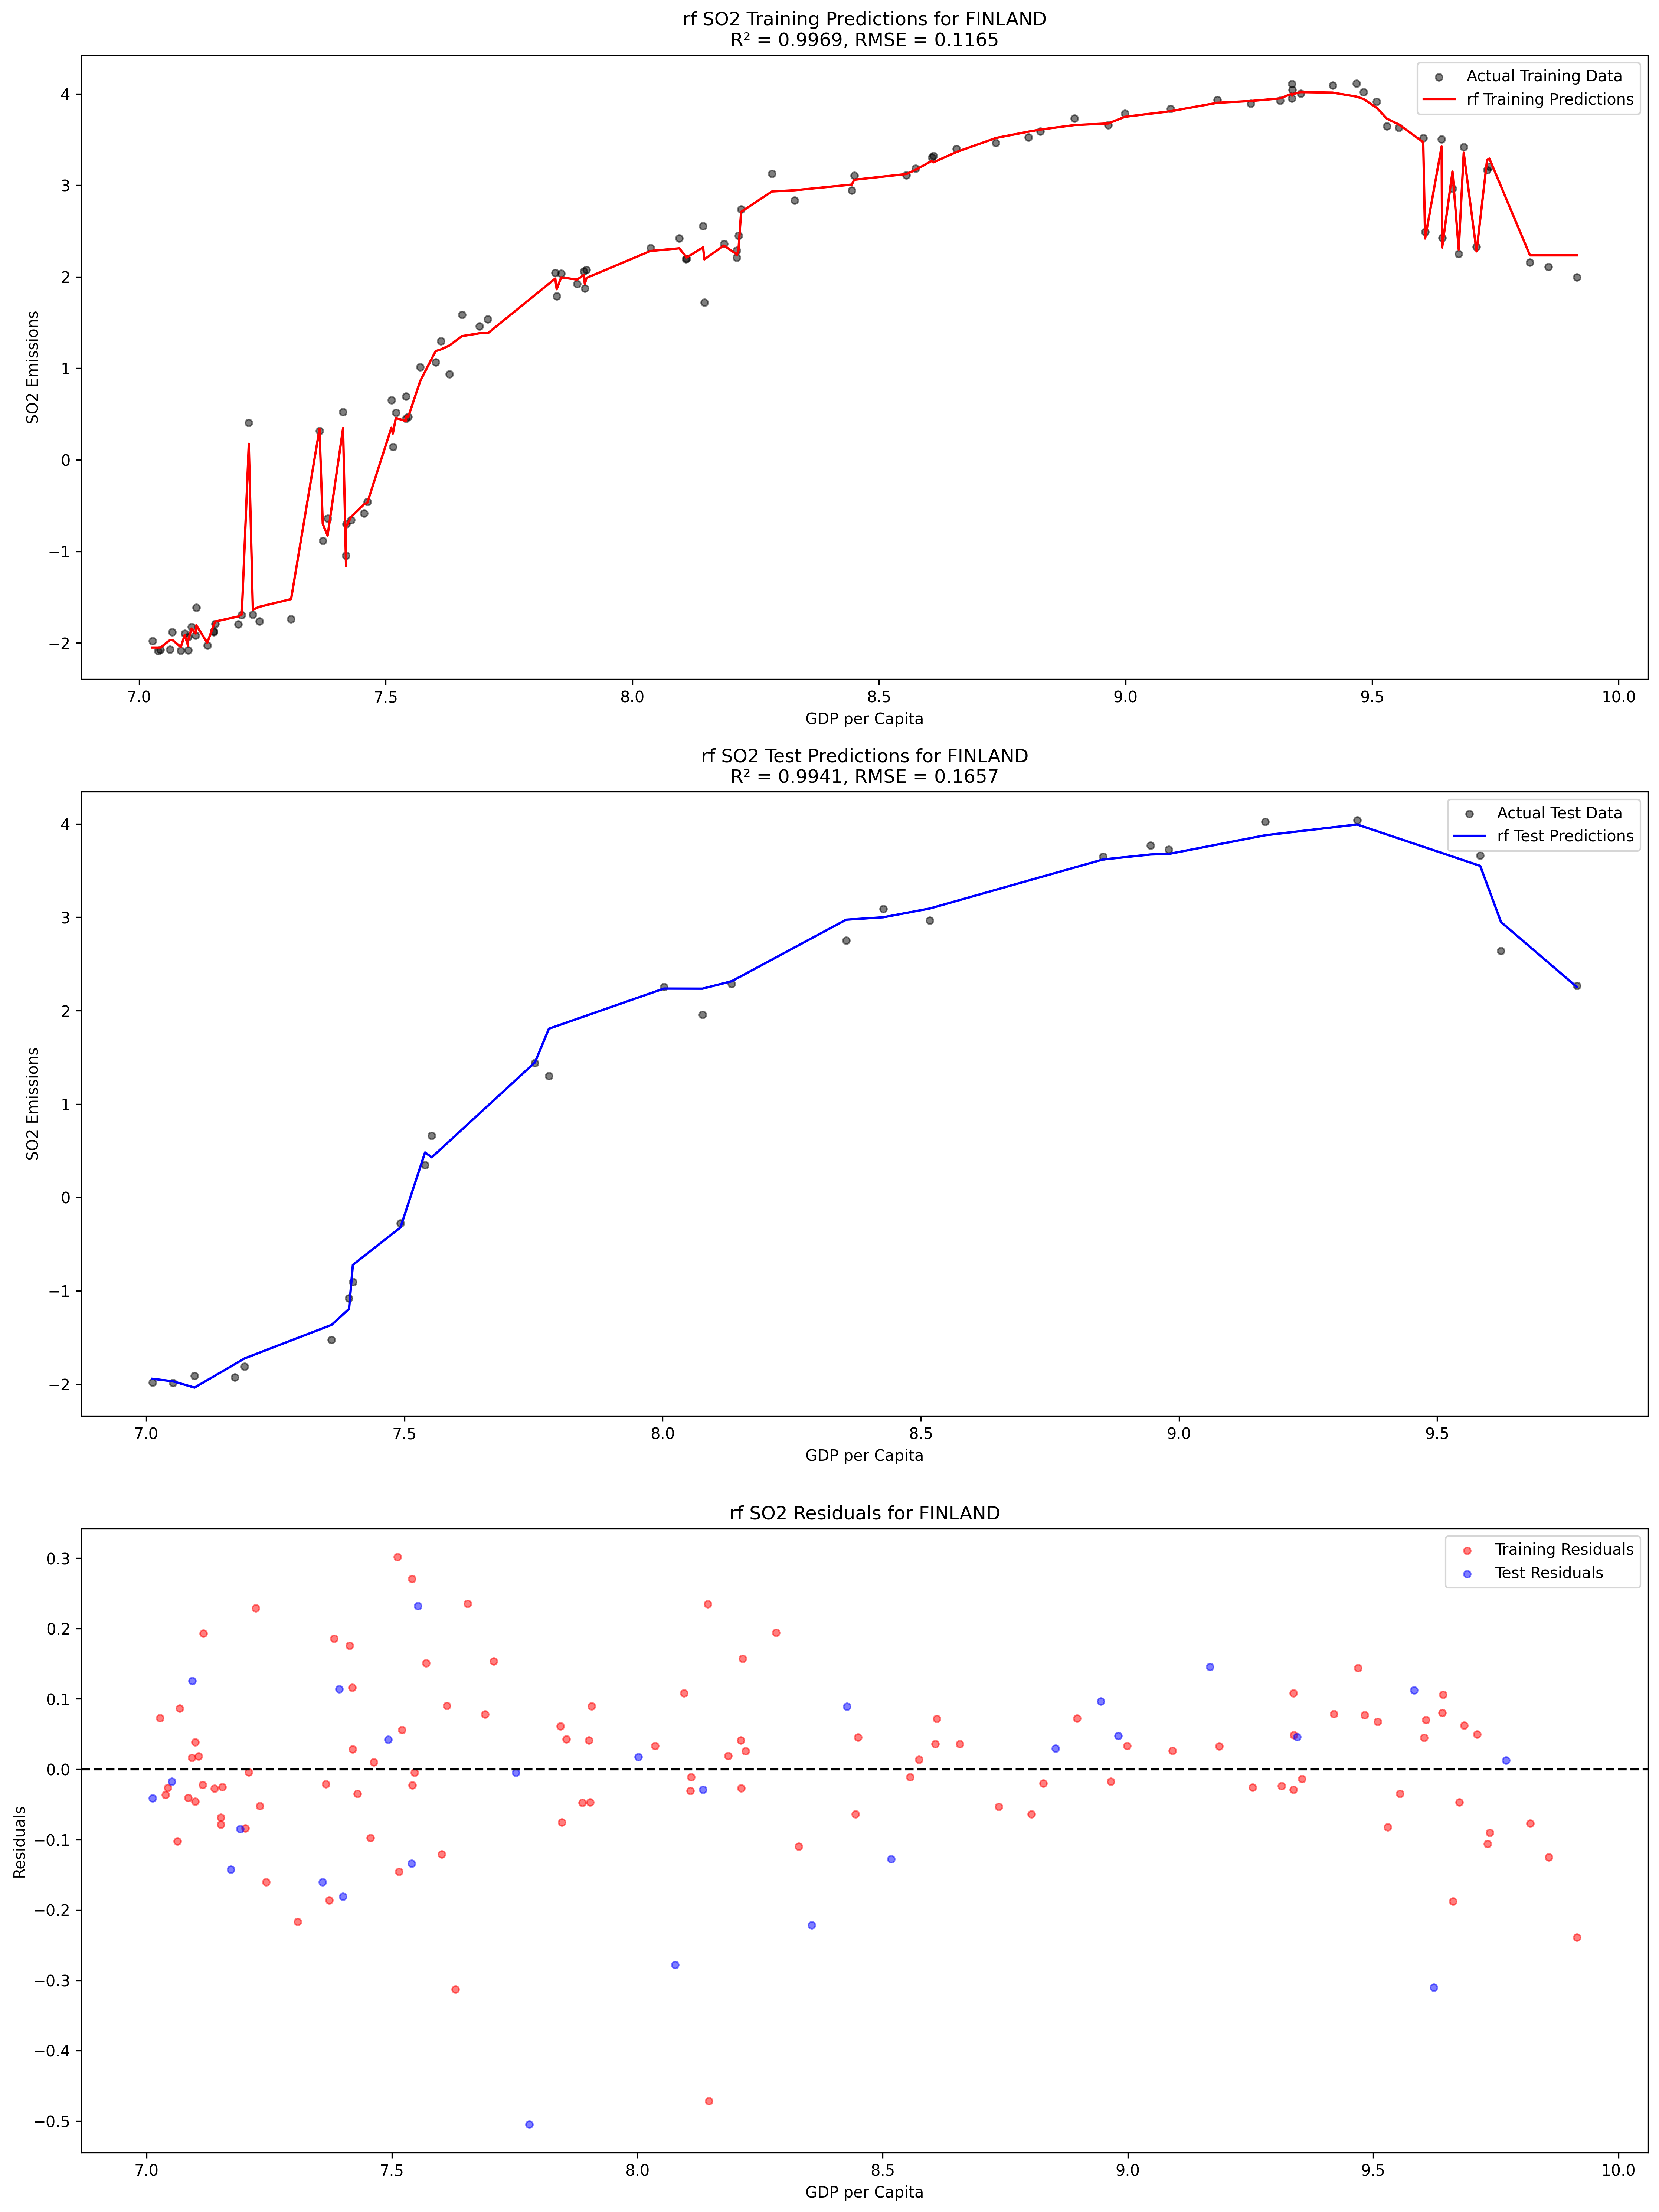 rf SO2 Training Predictions for FINLAND
R² = 0.9969, RMSE = 0.1165
Actual Training Data
rf Training Predictions
4
3
2
1
0
−1
−2
SO2 Emissions
7.0 7.5 8.0 8.5 9.0 9.5 10.0
GDP per Capita
rf SO2 Test Predictions for FINLAND
R² = 0.9941, RMSE = 0.1657
Actual Test Data
rf Test Predictions
4
3
2
1
0
−1
−2
SO2 Emissions
7.0 7.5 8.0 8.5 9.0 9.5
GDP per Capita
rf SO2 Residuals for FINLAND
Training Residuals
Test Residuals
0.3
0.2
0.1
0.0
−0.1
−0.2
−0.3
−0.4
−0.5
Residuals
7.0 7.5 8.0 8.5 9.0 9.5 10.0
GDP per Capita